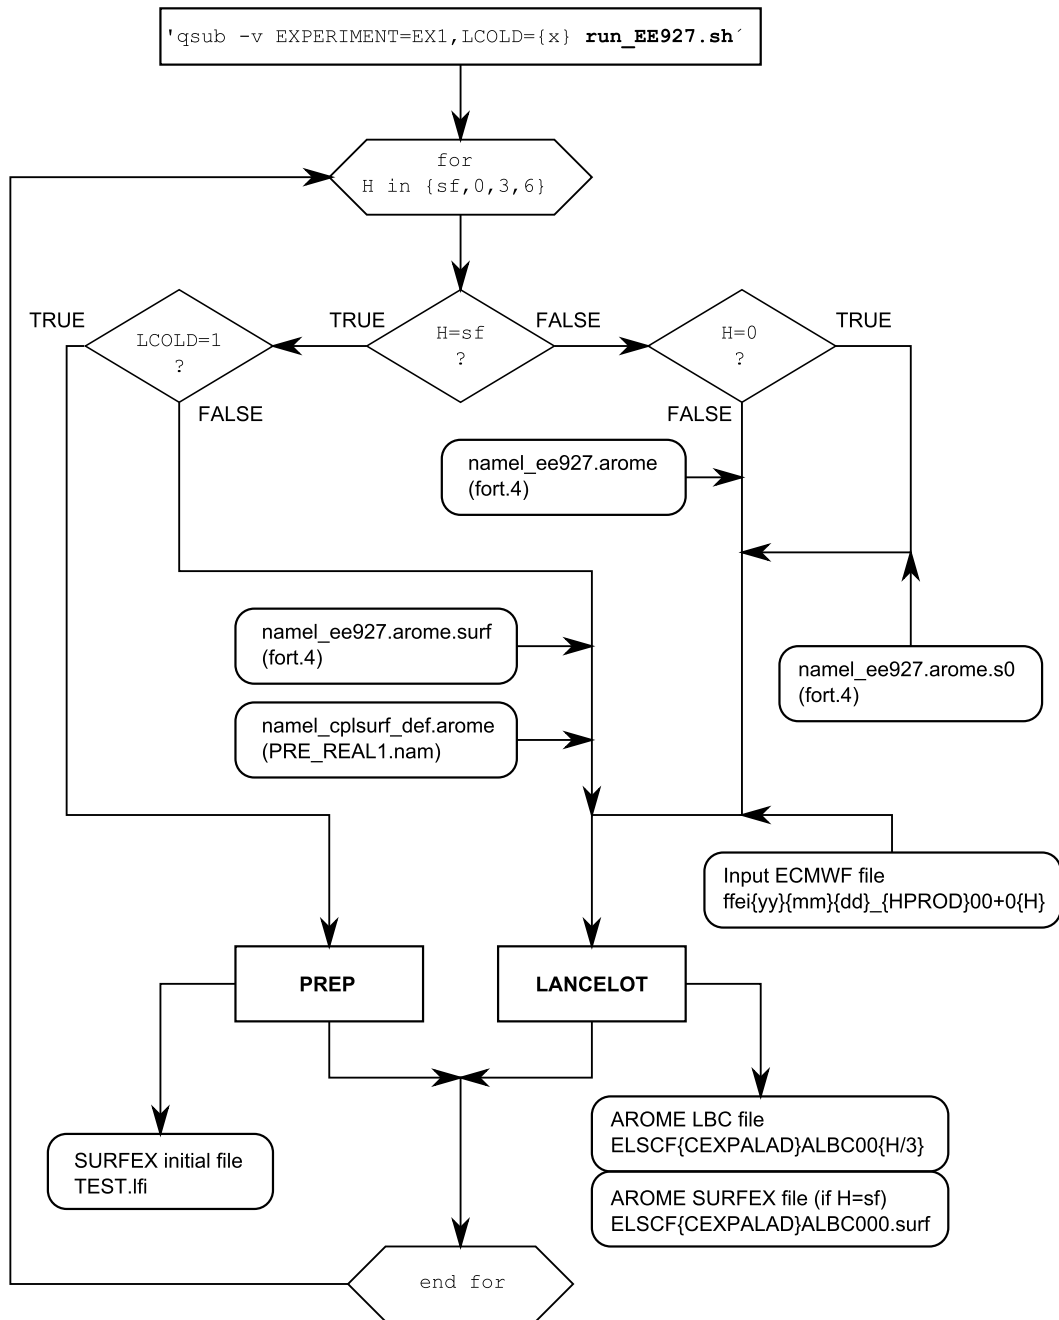 'qsub -v EXPERIMENT=EX1,LCOLD={x} run_EE927.sh´
for
H in {sf,0,3,6}
TRUE
LCOLD=1
?
FALSE
TRUE
H=sf
?
FALSE
H=0
?
TRUE
FALSE
namel_ee927.arome
(fort.4)
namel_ee927.arome.surf
(fort.4)
namel_ee927.arome.s0
(fort.4)
namel_cplsurf_def.arome
(PRE_REAL1.nam)
Input ECMWF file
ffei{yy}{mm}{dd}_{HPROD}00+0{H}
PREP
LANCELOT
SURFEX initial file
TEST.lfi
AROME LBC file
ELSCF{CEXPALAD}ALBC00{H/3}
AROME SURFEX file (if H=sf)
ELSCF{CEXPALAD}ALBC000.surf
end for